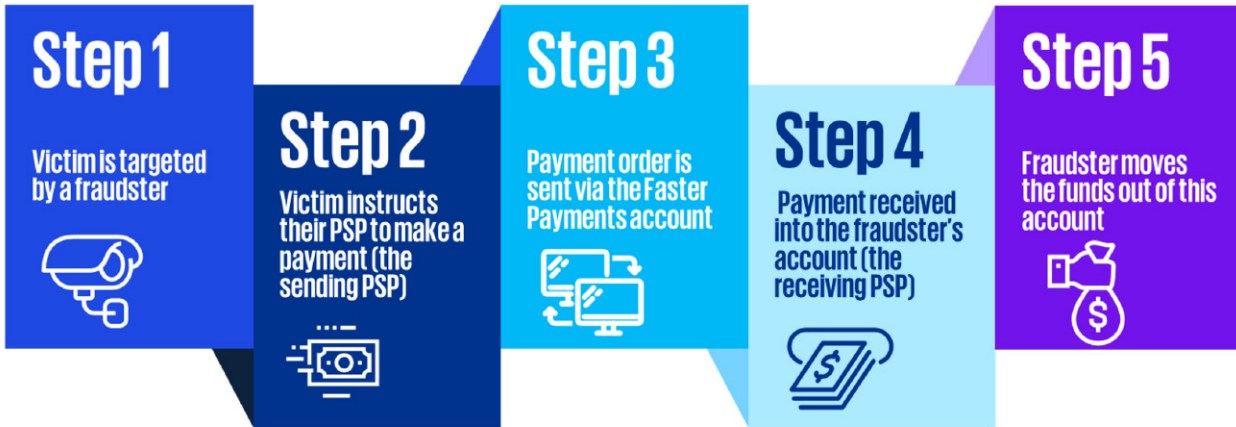 Step 1
Victim is targeted
by a fraudster
Step 2
Victim instructs
their PSP to make a
payment (the
sending PSP)
Step 3
Payment order is
sent via the Faster
Payments account
Step 4
Payment received
into the fraudster's
account (the
receiving PSP)
Step 5
Fraudster moves
the funds out of this
account